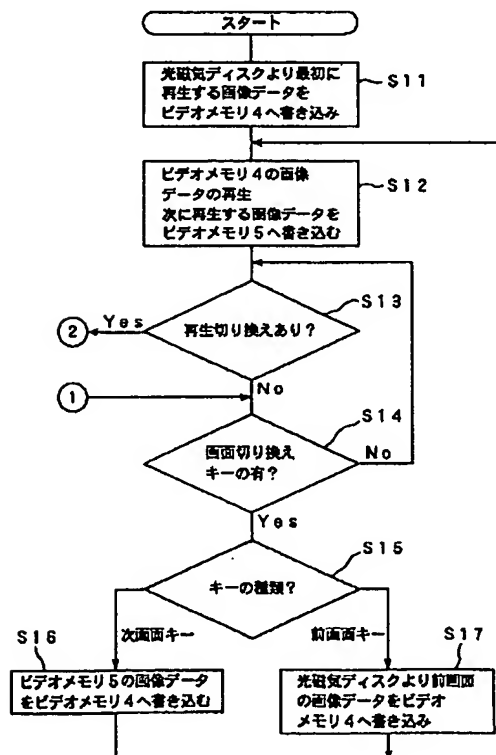 スタート
光磁気ディスクより最初に
再生する画像データを
ビデオメモリ4へ書き込み
S11
ビデオメモリ4の画像
データの再生
次に再生する画像データを
ビデオメモリ5へ書き込む
S12
再生切り換えあり?
S13
Yes
2
No
1
画面切り換え
キーの有?
S14
No
Yes
キーの種類?
S15
次画面キー
前画面キー
S16
ビデオメモリ5の画像データ
をビデオメモリ4へ書き込む
S17
光磁気ディスクより前画面
の画像データをビデオ
メモリ4へ書き込み